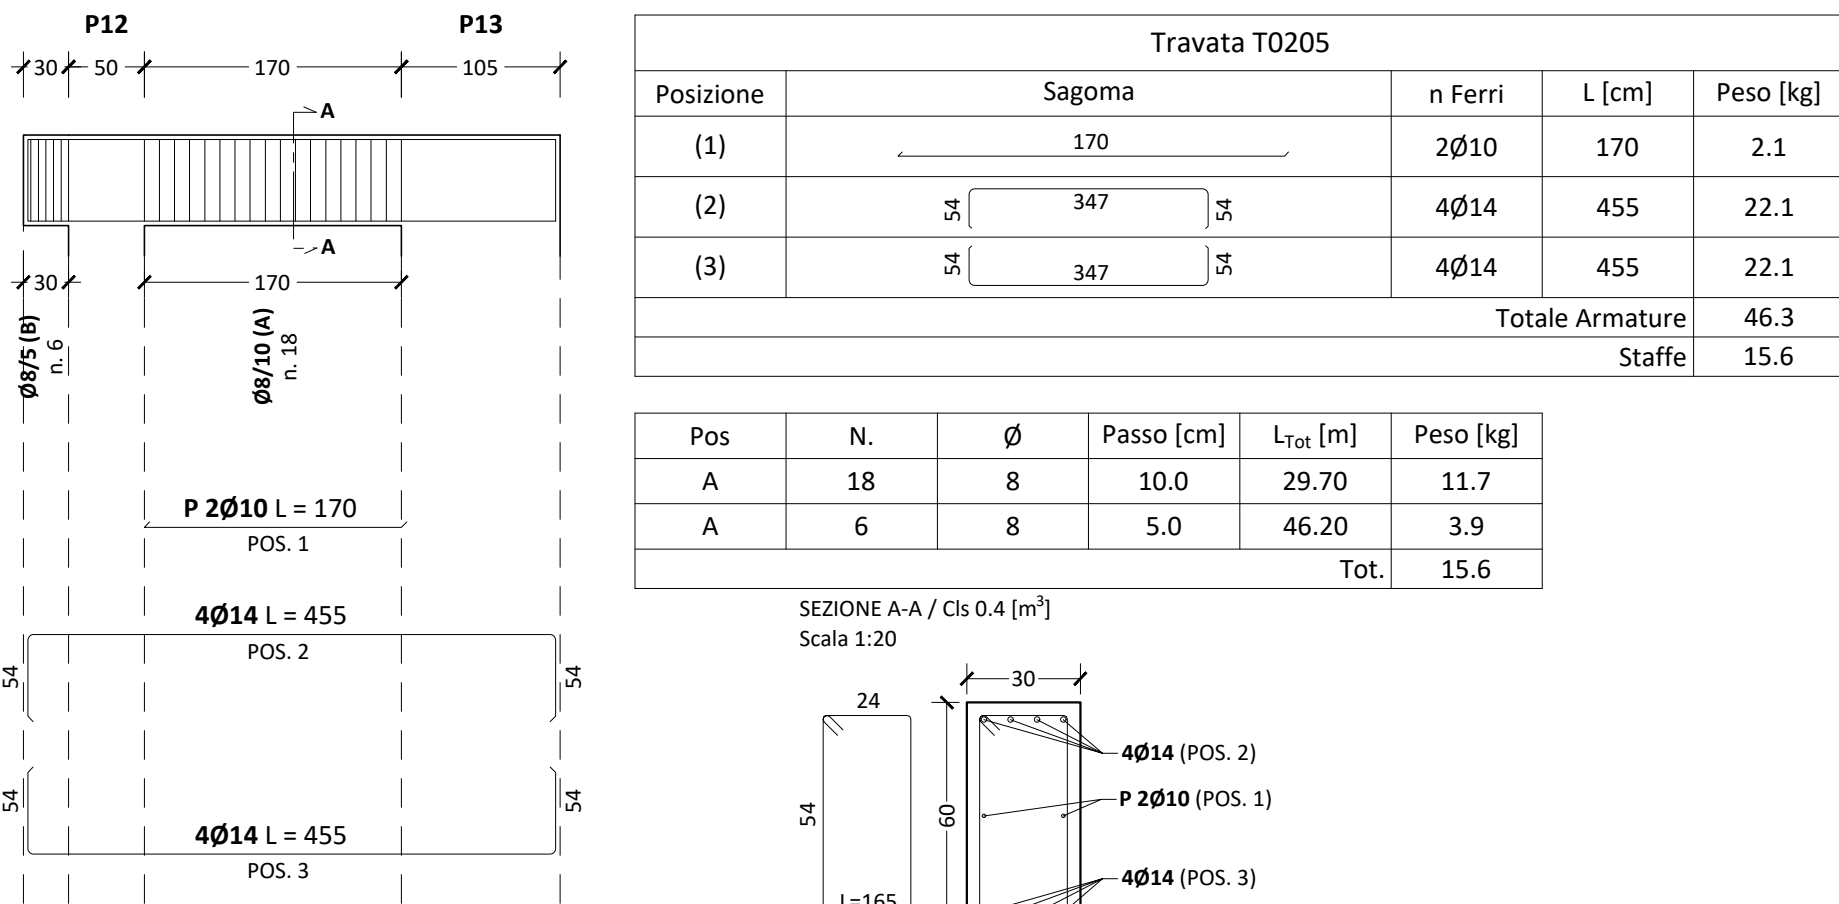 P12 P13
30 50 170 105
A
A
30 170
Ø8/5 (B)
n. 6
Ø8/10 (A)
n. 18
P 2Ø10 L = 170
POS. 1
4Ø14 L = 455
POS. 2
54 54
54 54
4Ø14 L = 455
POS. 3
Travata T0205
Posizione Sagoma n Ferri L [cm] Peso [kg]
(1) 170 2Ø10 170 2.1
(2) 54 347 54 4Ø14 455 22.1
(3) 54 347 54 4Ø14 455 22.1
Totale Armature 46.3
Staffe 15.6
Pos N. Ø Passo [cm] LTot [m] Peso [kg]
A 18 8 10.0 29.70 11.7
A 6 8 5.0 46.20 3.9
Tot. 15.6
SEZIONE A-A / Cls 0.4 [m³]
Scala 1:20
30
24
4Ø14 (POS. 2)
P 2Ø10 (POS. 1)
54 60
4Ø14 (POS. 3)
L=165